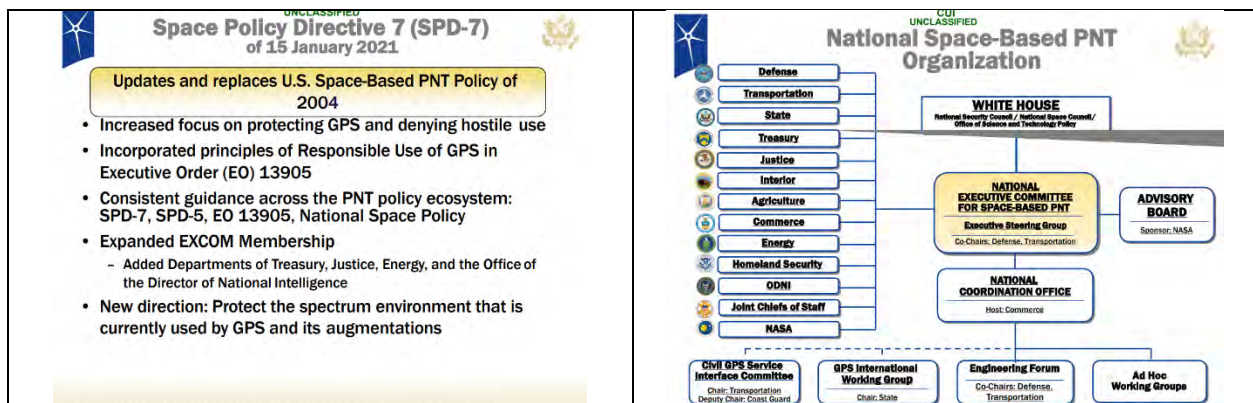 UNCLASSIFIED
Space Policy Directive 7 (SPD-7)
of 15 January 2021
Updates and replaces U.S. Space-Based PNT Policy of
2004
• Increased focus on protecting GPS and denying hostile use
• Incorporated principles of Responsible Use of GPS in
Executive Order (EO) 13905
• Consistent guidance across the PNT policy ecosystem:
SPD-7, SPD-5, EO 13905, National Space Policy
• Expanded EXCOM Membership
– Added Departments of Treasury, Justice, Energy, and the Office of
the Director of National Intelligence
• New direction: Protect the spectrum environment that is
currently used by GPS and its augmentations
CUI
UNCLASSIFIED
National Space-Based PNT
Organization
Defense
Transportation
State
Treasury
Justice
Interior
Agriculture
Commerce
Energy
Homeland Security
ODNI
Joint Chiefs of Staff
NASA
WHITE HOUSE
National Security Council / National Space Council/
Office of Science and Technology Policy
NATIONAL
EXECUTIVE COMMITTEE
FOR SPACE-BASED PNT
Executive Steering Group
Co-Chairs: Defense, Transportation
ADVISORY
BOARD
Sponsor: NASA
NATIONAL
COORDINATION OFFICE
Host: Commerce
Civil GPS Service
Interface Committee
Chair: Transportation
Deputy Chair: Coast Guard
GPS International
Working Group
Chair: State
Engineering Forum
Co-Chairs: Defense,
Transportation
Ad Hoc
Working Groups